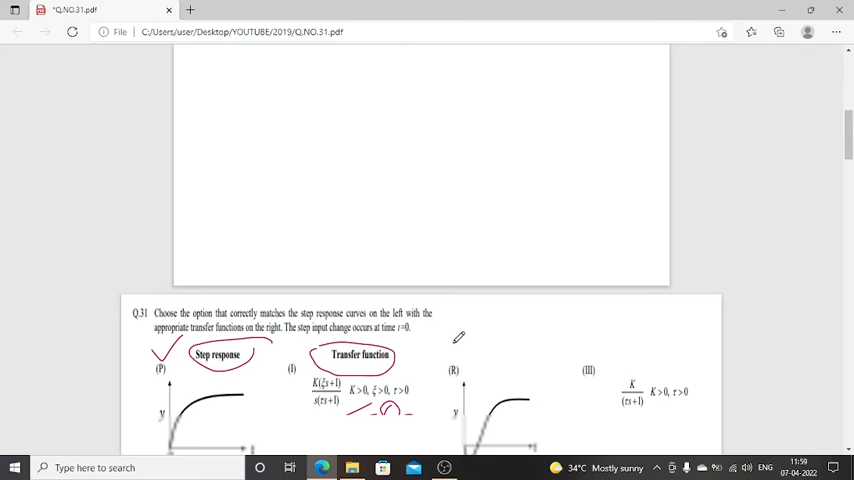 *Q.NO.31.pdf
File
C:/Users/user/Desktop/YOUTUBE/2019/Q.NO.31.pdf
Q.31 Choose the option that correctly matches the step response curves on the left with the
appropriate transfer functions on the right. The step input change occurs at time t=0.
Step response
Transfer function
(P)
(I)
(R)
(III)
K(ξs+1)
s(τs+1)
K>0, ξ>0, τ>0
K
(τs+1)
K>0, τ>0
y
y
Type here to search
34°C Mostly sunny
ENG
11:59
07-04-2022